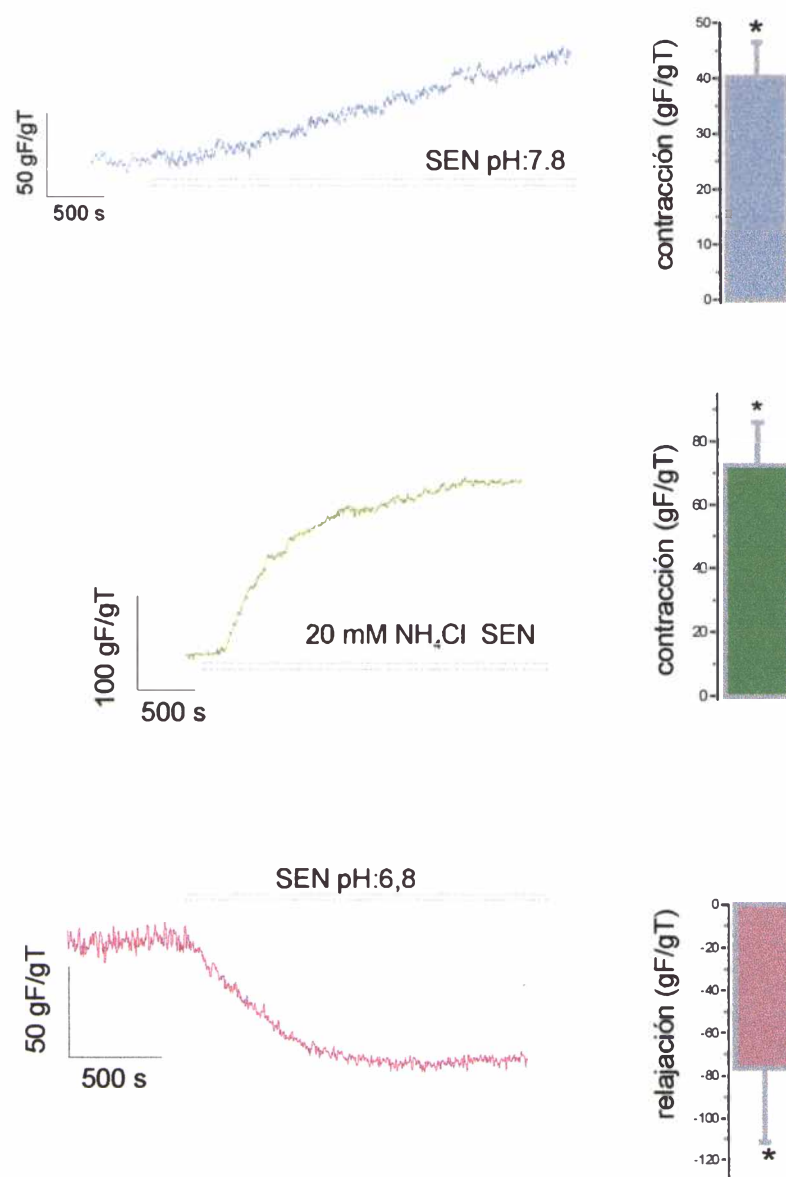 50 gF/gT
500 s
SEN pH:7.8
contracción (gF/gT)
50
40
30
20
10
0
*
100 gF/gT
500 s
20 mM NH₄Cl SEN
contracción (gF/gT)
80
60
40
20
0
*
SEN pH:6,8
50 gF/gT
500 s
relajación (gF/gT)
0
-20
-40
-60
-80
-100
-120
*